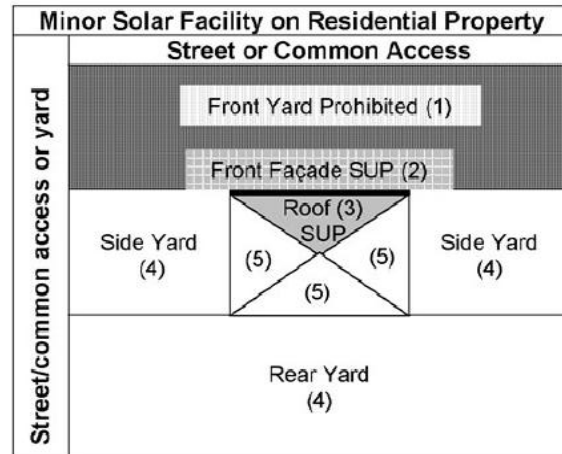 Minor Solar Facility on Residential Property
Street or Common Access
Street/common access or yard
Front Yard Prohibited (1)
Front Façade SUP (2)
Roof (3)
SUP
Side Yard
(4)
(5)
(5)
Side Yard
(4)
(5)
Rear Yard
(4)